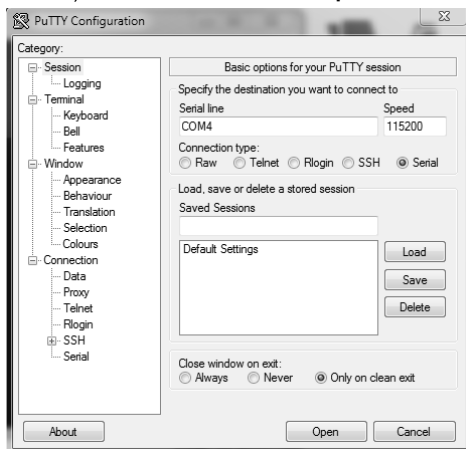 PuTTY Configuration
Category:
Session
Logging
Terminal
Keyboard
Bell
Features
Window
Appearance
Behaviour
Translation
Selection
Colours
Connection
Data
Proxy
Telnet
Rlogin
SSH
Serial
Basic options for your PuTTY session
Specify the destination you want to connect to
Serial line Speed
COM4 115200
Connection type:
Raw Telnet Rlogin SSH Serial
Load, save or delete a stored session
Saved Sessions
Default Settings
Load
Save
Delete
Close window on exit:
Always Never Only on clean exit
About Open Cancel